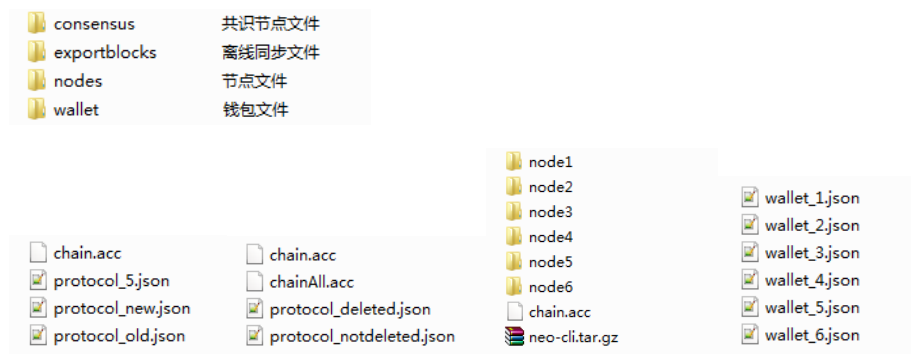 consensus 共识节点文件
exportblocks 离线同步文件
nodes 节点文件
wallet 钱包文件
chain.acc
protocol_5.json
protocol_new.json
protocol_old.json
chain.acc
chainAll.acc
protocol_deleted.json
protocol_notdeleted.json
node1
node2
node3
node4
node5
node6
chain.acc
neo-cli.tar.gz
wallet_1.json
wallet_2.json
wallet_3.json
wallet_4.json
wallet_5.json
wallet_6.json